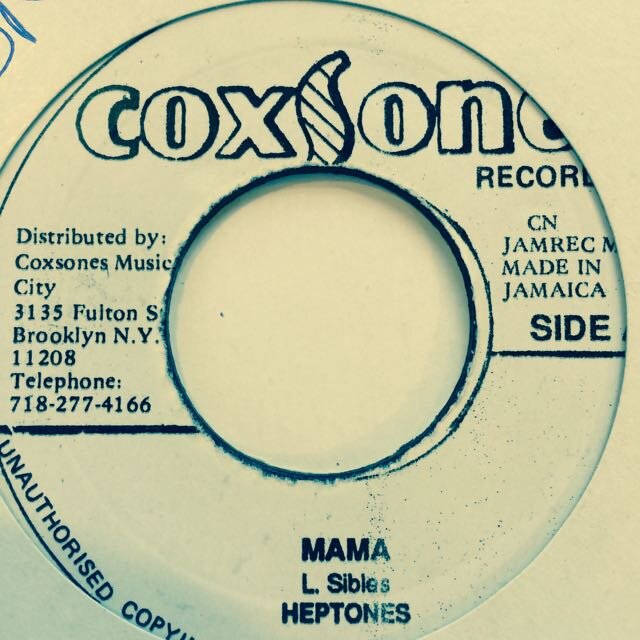 coxsone
RECOR
CN
JAMREC M
MADE IN
JAMAICA
SIDE
Distributed by:
Coxsones Music
City
3135 Fulton S
Brooklyn N.Y.
11208
Telephone:
718-277-4166
UNAUTHORISED COPYI
MAMA
L. Sibles
HEPTONES